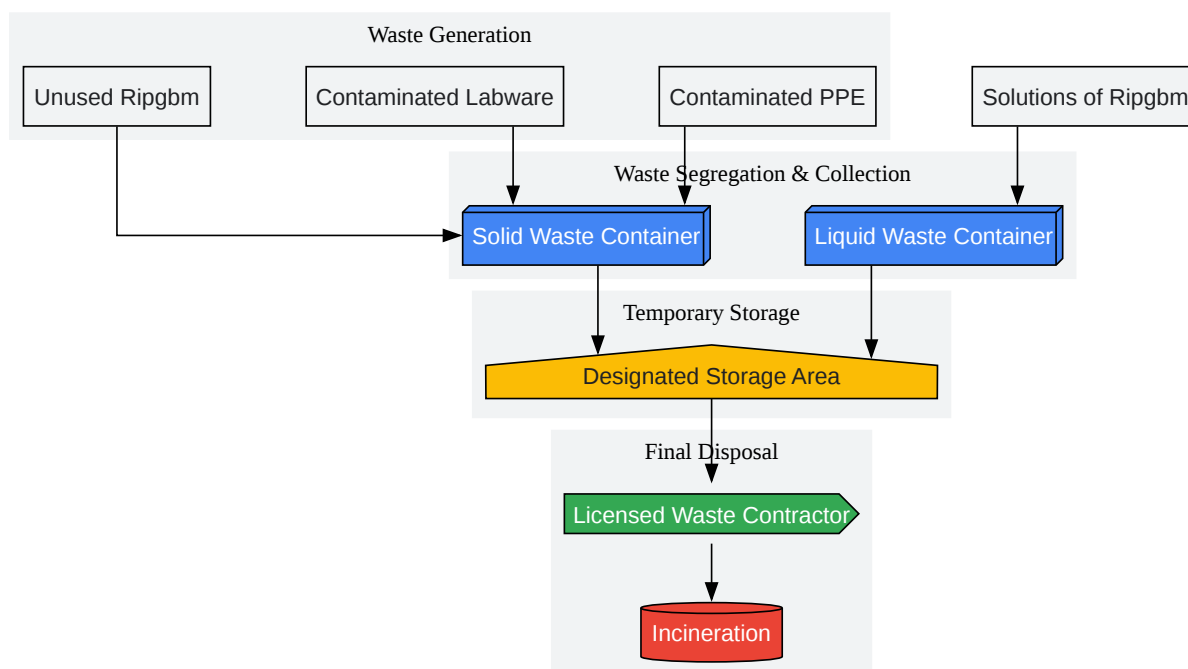 Waste Generation
Unused Ripgbm
Contaminated Labware
Contaminated PPE
Solutions of Ripgbm
Waste Segregation & Collection
Solid Waste Container
Liquid Waste Container
Temporary Storage
Designated Storage Area
Final Disposal
Licensed Waste Contractor
Incineration